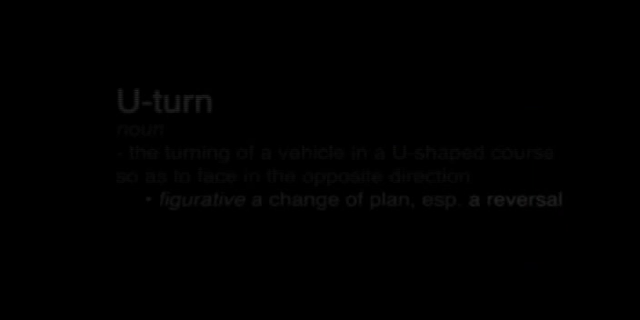 U-turn
noun
- the turning of a vehicle in a U-shaped course
so as to face in the opposite direction
• figurative a change of plan, esp. a reversal